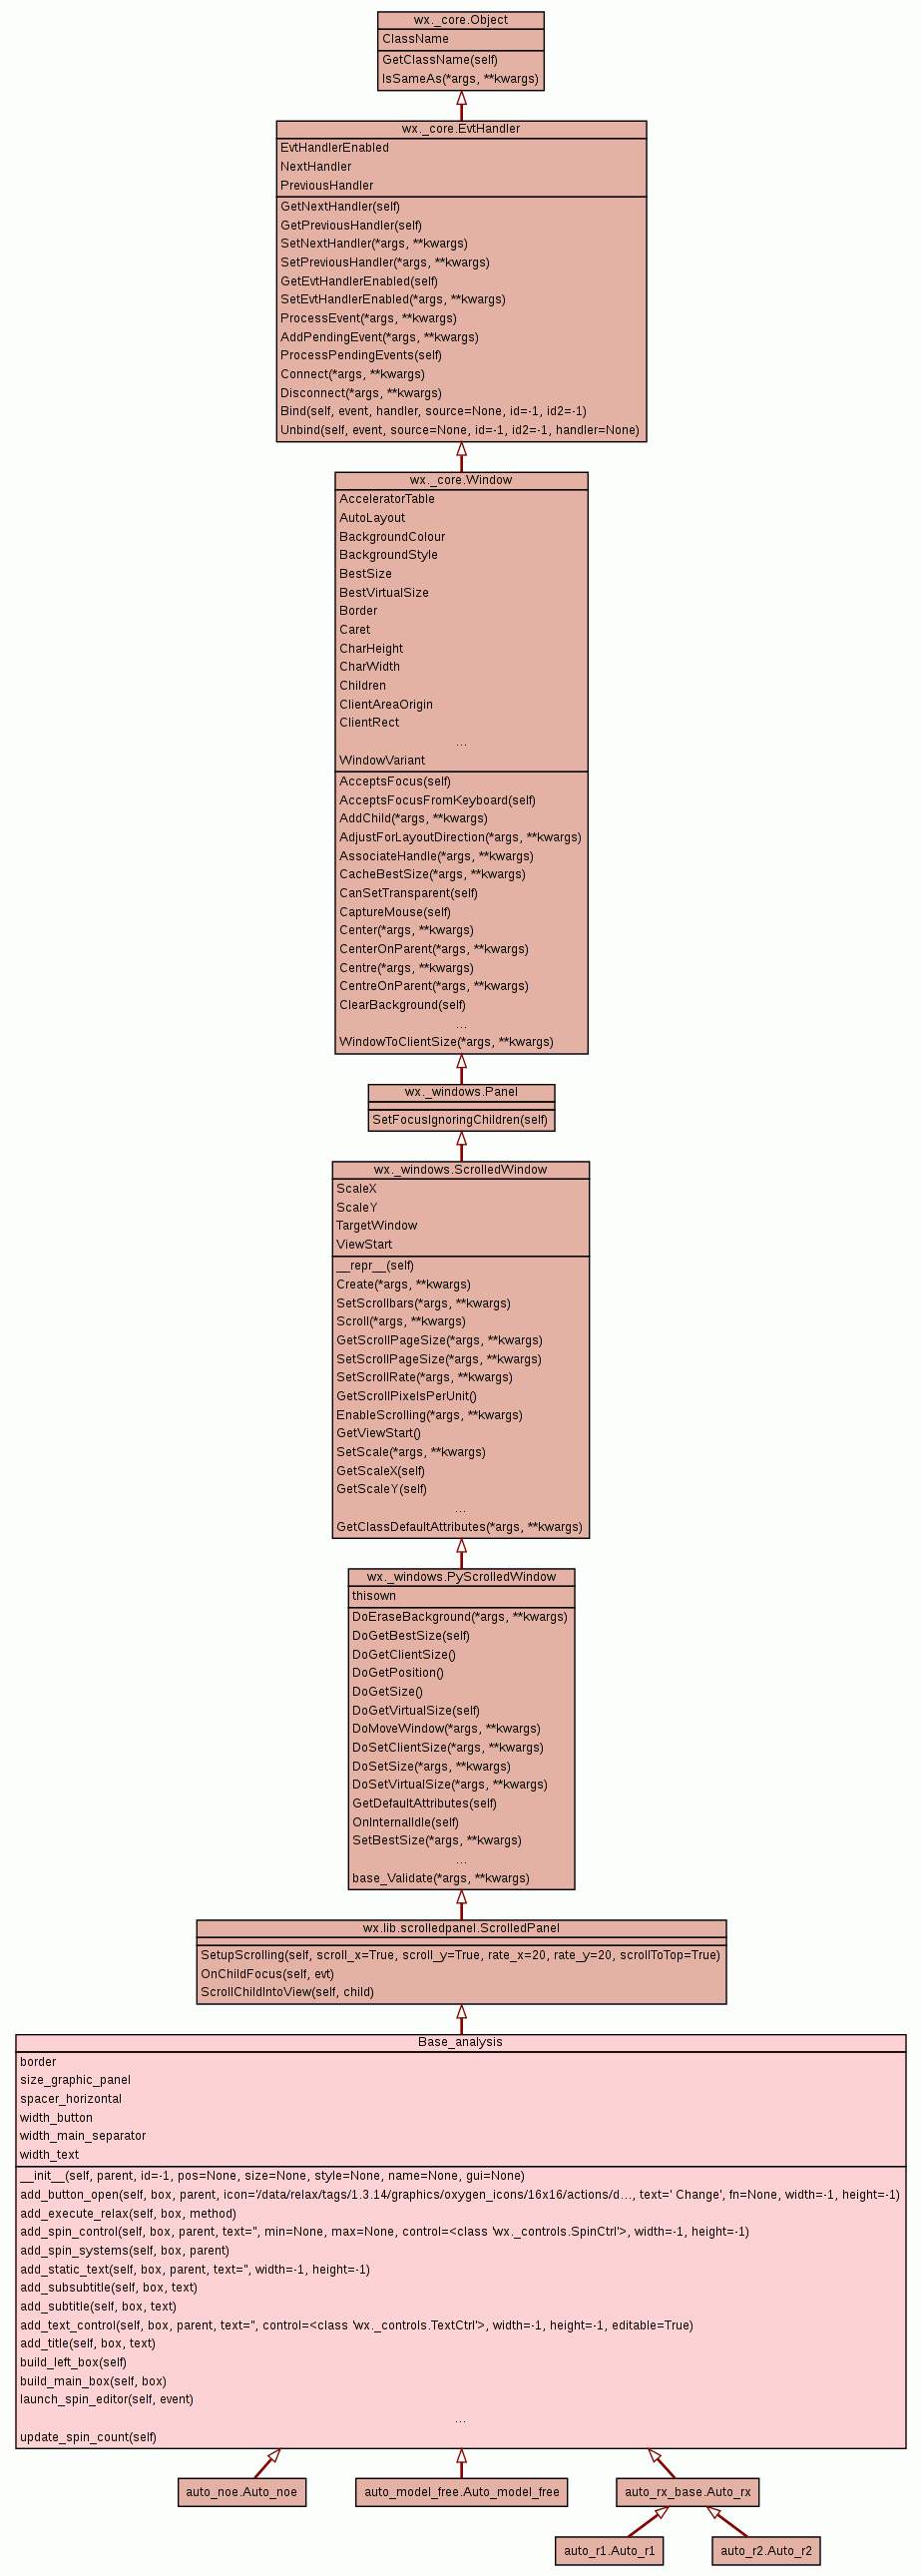 wx._core.Object
ClassName
GetClassName(self)
IsSameAs(*args, **kwargs)
wx._core.EvtHandler
EvtHandlerEnabled
NextHandler
PreviousHandler
GetNextHandler(self)
GetPreviousHandler(self)
SetNextHandler(*args, **kwargs)
SetPreviousHandler(*args, **kwargs)
GetEvtHandlerEnabled(self)
SetEvtHandlerEnabled(*args, **kwargs)
ProcessEvent(*args, **kwargs)
AddPendingEvent(*args, **kwargs)
ProcessPendingEvents(self)
Connect(*args, **kwargs)
Disconnect(*args, **kwargs)
Bind(self, event, handler, source=None, id=-1, id2=-1)
Unbind(self, event, source=None, id=-1, id2=-1, handler=None)
wx._core.Window
AcceleratorTable
AutoLayout
BackgroundColour
BackgroundStyle
BestSize
BestVirtualSize
Border
Caret
CharHeight
CharWidth
Children
ClientAreaOrigin
ClientRect
...
WindowVariant
AcceptsFocus(self)
AcceptsFocusFromKeyboard(self)
AddChild(*args, **kwargs)
AdjustForLayoutDirection(*args, **kwargs)
AssociateHandle(*args, **kwargs)
CacheBestSize(*args, **kwargs)
CanSetTransparent(self)
CaptureMouse(self)
Center(*args, **kwargs)
CenterOnParent(*args, **kwargs)
Centre(*args, **kwargs)
CentreOnParent(*args, **kwargs)
ClearBackground(self)
...
WindowToClientSize(*args, **kwargs)
wx._windows.Panel
SetFocusIgnoringChildren(self)
wx._windows.ScrolledWindow
ScaleX
ScaleY
TargetWindow
ViewStart
__repr__(self)
Create(*args, **kwargs)
SetScrollbars(*args, **kwargs)
Scroll(*args, **kwargs)
GetScrollPageSize(*args, **kwargs)
SetScrollPageSize(*args, **kwargs)
SetScrollRate(*args, **kwargs)
GetScrollPixelsPerUnit()
EnableScrolling(*args, **kwargs)
GetViewStart()
SetScale(*args, **kwargs)
GetScaleX(self)
GetScaleY(self)
...
GetClassDefaultAttributes(*args, **kwargs)
wx._windows.PyScrolledWindow
thisown
DoEraseBackground(*args, **kwargs)
DoGetBestSize(self)
DoGetClientSize()
DoGetPosition()
DoGetSize()
DoGetVirtualSize(self)
DoMoveWindow(*args, **kwargs)
DoSetClientSize(*args, **kwargs)
DoSetSize(*args, **kwargs)
DoSetVirtualSize(*args, **kwargs)
GetDefaultAttributes(self)
OnInternalIdle(self)
SetBestSize(*args, **kwargs)
...
base_Validate(*args, **kwargs)
wx.lib.scrolledpanel.ScrolledPanel
SetupScrolling(self, scroll_x=True, scroll_y=True, rate_x=20, rate_y=20, scrollToTop=True)
OnChildFocus(self, evt)
ScrollChildIntoView(self, child)
Base_analysis
border
size_graphic_panel
spacer_horizontal
width_button
width_main_separator
width_text
__init__(self, parent, id=-1, pos=None, size=None, style=None, name=None, gui=None)
add_button_open(self, box, parent, icon='/data/relax/tags/1.3.14/graphics/oxygen_icons/16x16/actions/d..., text=' Change', fn=None, width=-1, height=-1)
add_execute_relax(self, box, method)
add_spin_control(self, box, parent, text='', min=None, max=None, control=<class 'wx._controls.SpinCtrl'>, width=-1, height=-1)
add_spin_systems(self, box, parent)
add_static_text(self, box, parent, text='', width=-1, height=-1)
add_subsubtitle(self, box, text)
add_subtitle(self, box, text)
add_text_control(self, box, parent, text='', control=<class 'wx._controls.TextCtrl'>, width=-1, height=-1, editable=True)
add_title(self, box, text)
build_left_box(self)
build_main_box(self, box)
launch_spin_editor(self, event)
...
update_spin_count(self)
auto_noe.Auto_noe
auto_model_free.Auto_model_free
auto_rx_base.Auto_rx
auto_r1.Auto_r1
auto_r2.Auto_r2